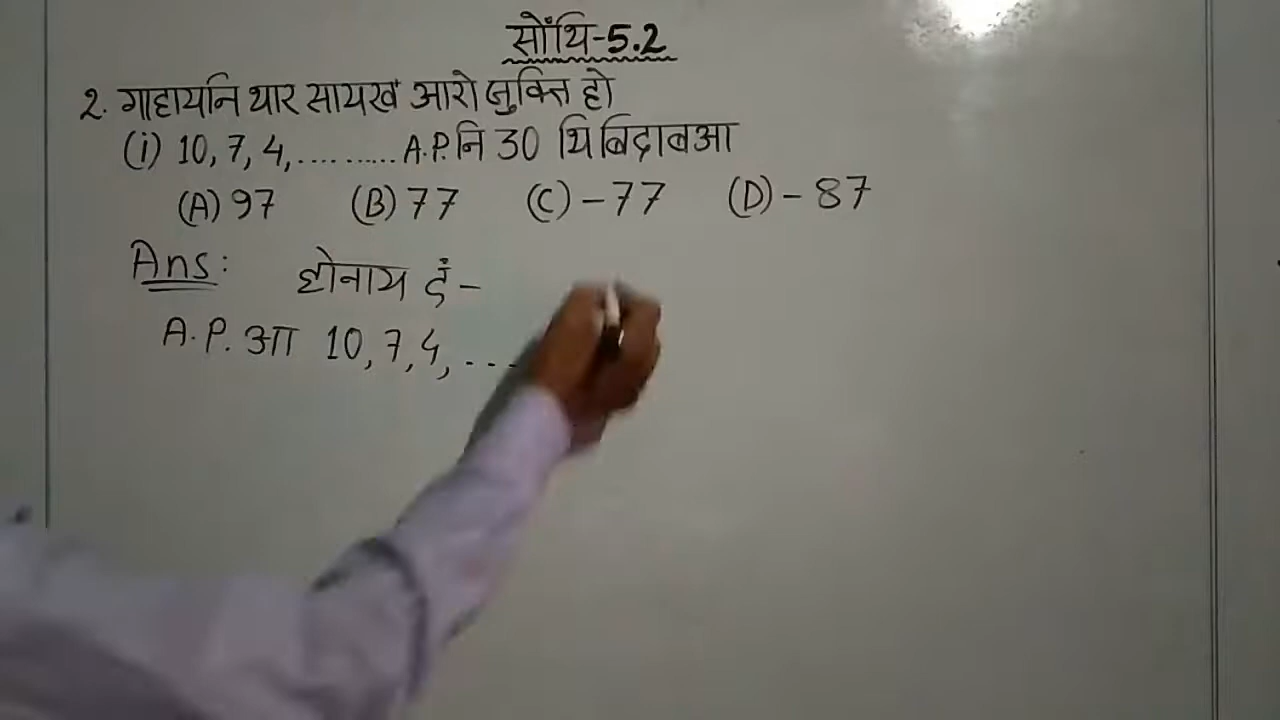 सोंथि-5.2
2. गाहायनि थार सायख' आरो जुक्ति हो
(i) 10, 7, 4, .......... A.P. नि 30 थि बिदाबआ
(A) 97 (B) 77 (C) -77 (D) - 87
Ans: होनाय दं-
A.P. आ 10, 7, 4, ...